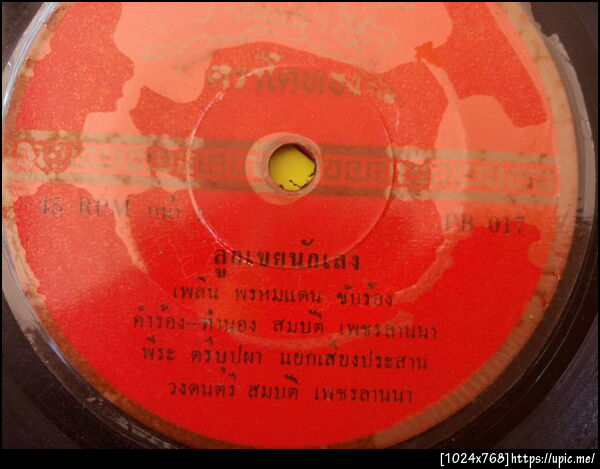 45 RPM หน้า
PB 017
ลูกเขยนักเลง
เพลิน พรหมแดน ขับร้อง
คำร้อง–ทำนอง สมบัติ เพชรลานนา
พีระ ตรีบุปผา แยกเสียงประสาน
วงดนตรี สมบัติ เพชรลานนา
[1024x768]https://upic.me/